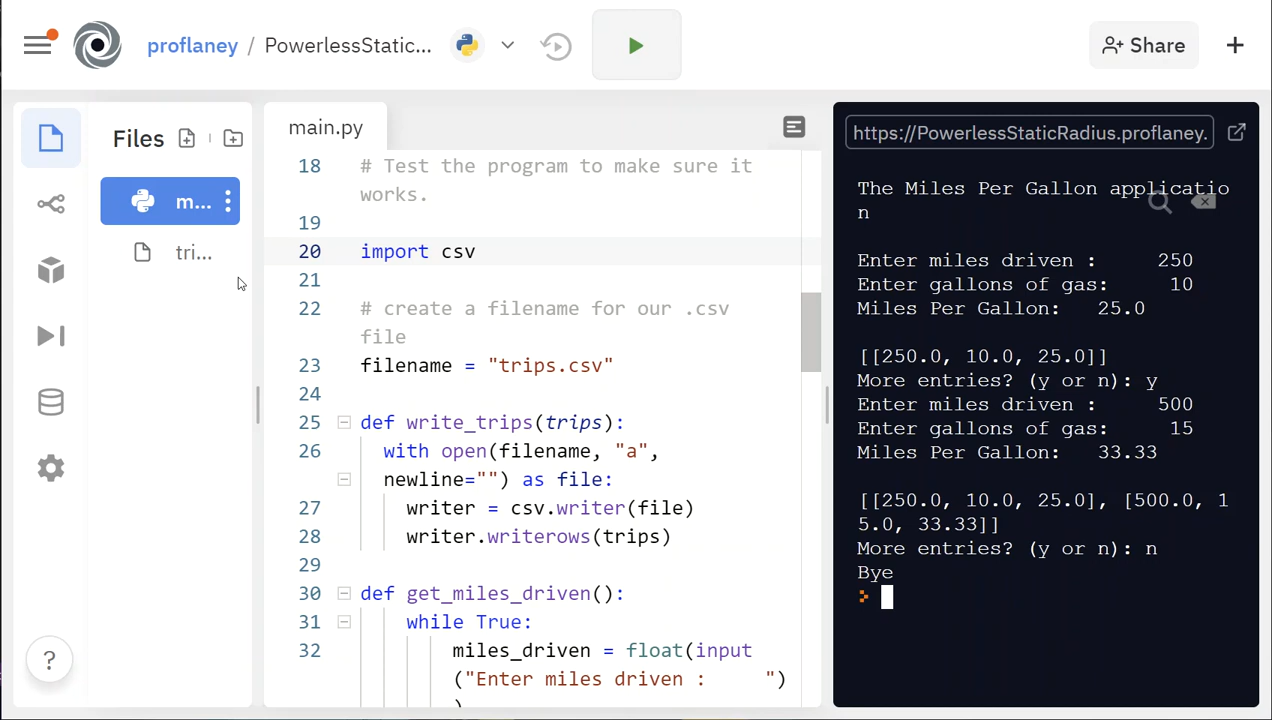 proflaney / PowerlessStatic...
Share
Files
m...
tri...
main.py
18 # Test the program to make sure it
works.
19
20 import csv
21
22 # create a filename for our .csv
file
23 filename = "trips.csv"
24
25 def write_trips(trips):
26 with open(filename, "a",
newline="") as file:
27 writer = csv.writer(file)
28 writer.writerows(trips)
29
30 def get_miles_driven():
31 while True:
32 miles_driven = float(input
("Enter miles driven :     ")
)
https://PowerlessStaticRadius.proflaney.
The Miles Per Gallon applicatio
n
Enter miles driven :     250
Enter gallons of gas:     10
Miles Per Gallon:   25.0
[[250.0, 10.0, 25.0]]
More entries? (y or n): y
Enter miles driven :     500
Enter gallons of gas:     15
Miles Per Gallon:   33.33
[[250.0, 10.0, 25.0], [500.0, 1
5.0, 33.33]]
More entries? (y or n): n
Bye
>
?